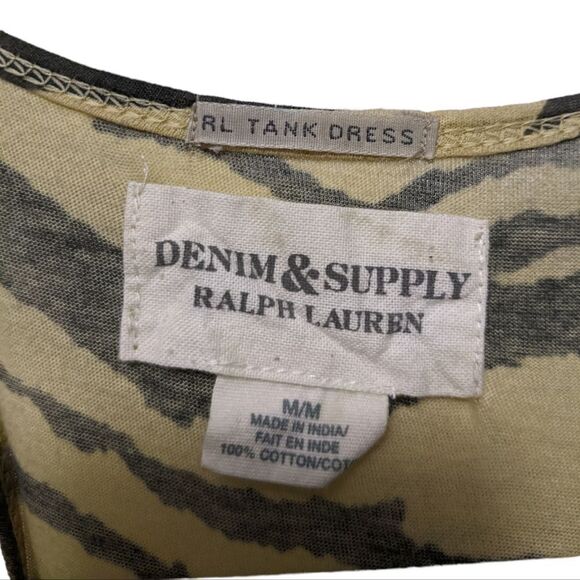 RL TANK DRESS
DENIM & SUPPLY
RALPH LAUREN
M/M
MADE IN INDIA/
FAIT EN INDE
100% COTTON/COT